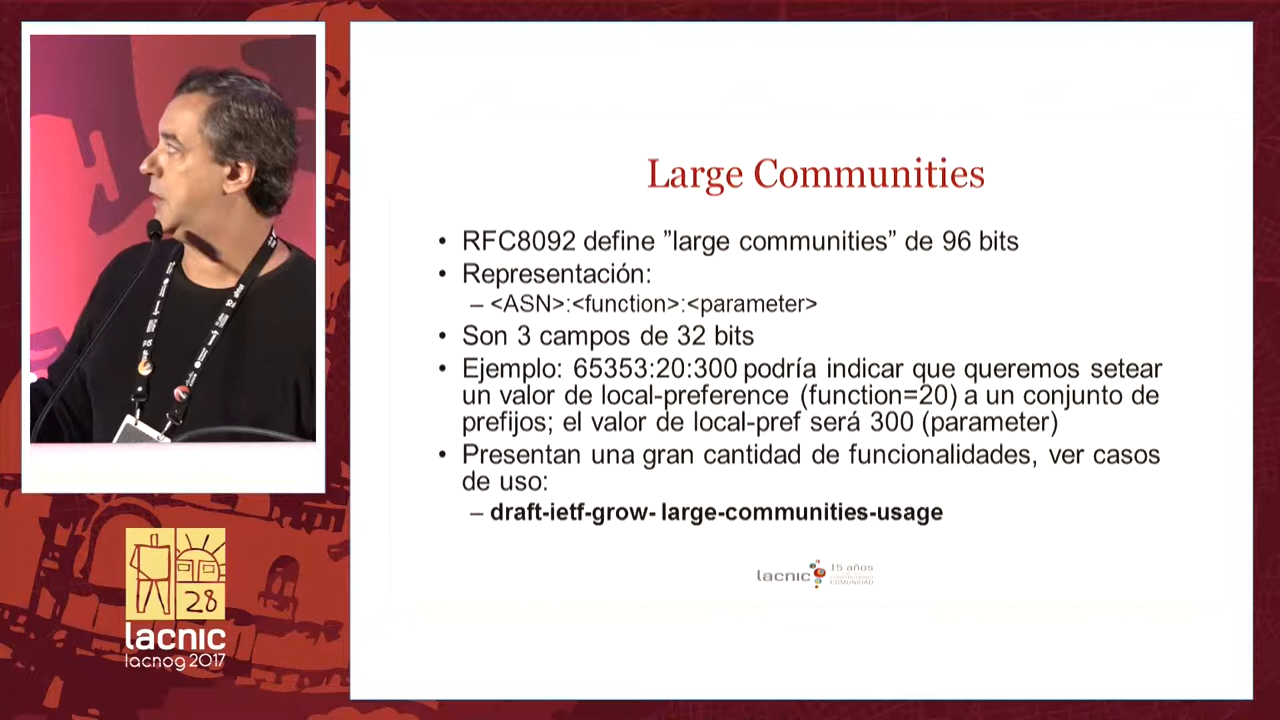 Large Communities
• RFC8092 define ”large communities” de 96 bits
• Representación:
– <ASN>:<function>:<parameter>
• Son 3 campos de 32 bits
• Ejemplo: 65353:20:300 podría indicar que queremos setear
un valor de local-preference (function=20) a un conjunto de
prefijos; el valor de local-pref será 300 (parameter)
• Presentan una gran cantidad de funcionalidades, ver casos
de uso:
– draft-ietf-grow- large-communities-usage
lacnic 15 años
COMUNIDAD
28
lacnic
lacnog 2017